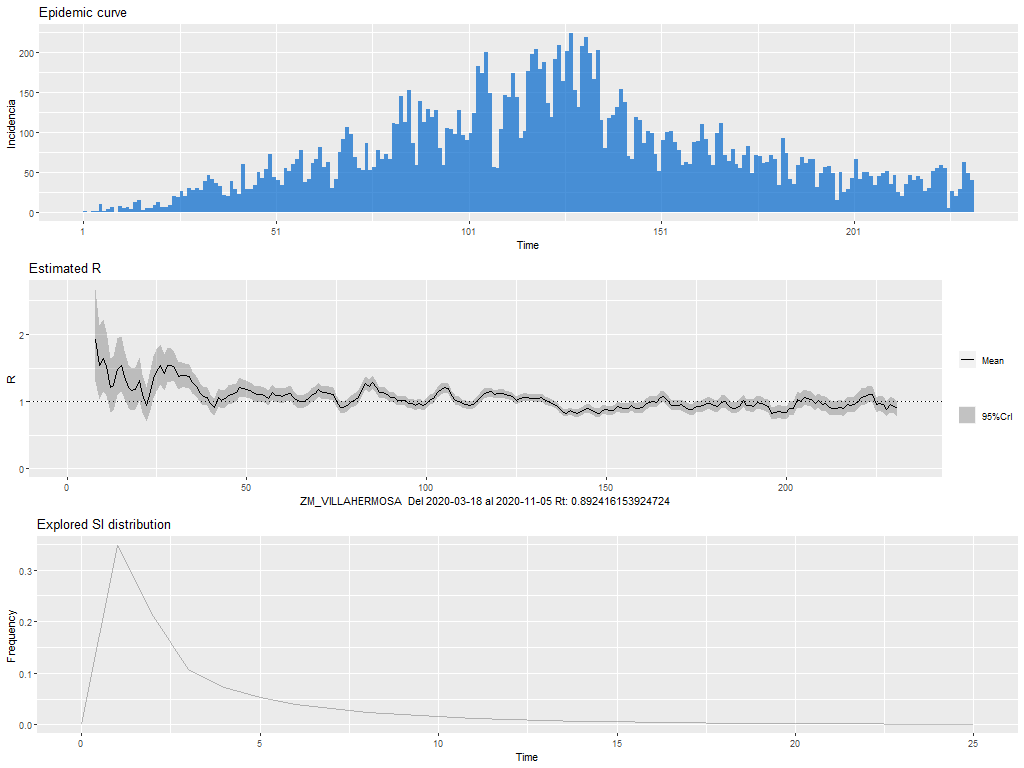 Epidemic curve
200
150
100
50
0
Incidencia
1 51 101 151 201
Time
Estimated R
2
1
0
R
Mean
95%CrI
0 50 100 150 200
ZM_VILLAHERMOSA Del 2020-03-18 al 2020-11-05 Rt: 0.892416153924724
Explored SI distribution
0.3
0.2
0.1
0.0
Frequency
0 5 10 15 20 25
Time